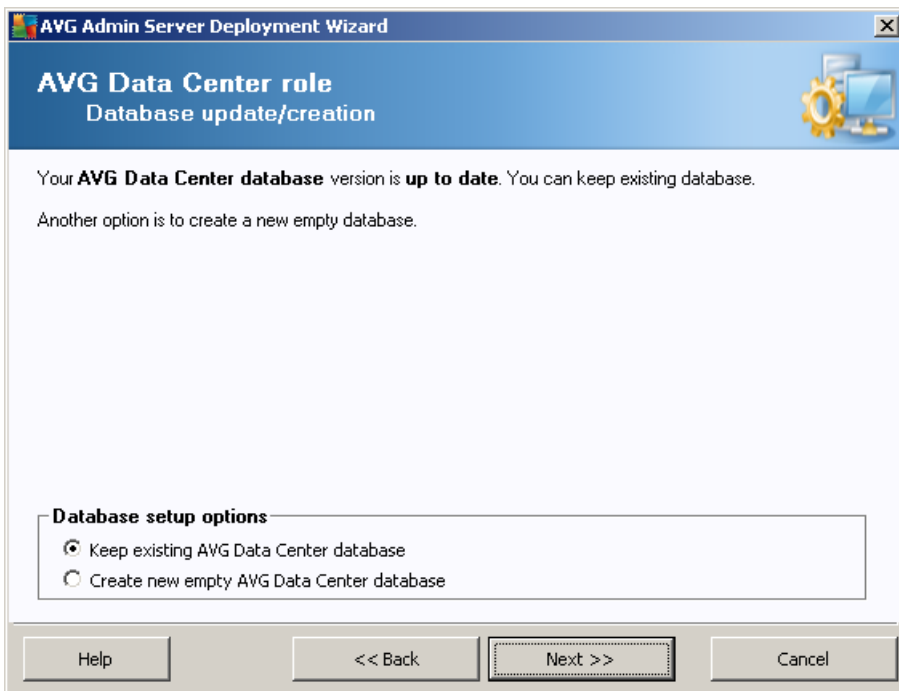 AVG Admin Server Deployment Wizard
AVG Data Center role
Database update/creation
Your AVG Data Center database version is up to date. You can keep existing database.
Another option is to create a new empty database.
Database setup options
Keep existing AVG Data Center database
Create new empty AVG Data Center database
Help
<< Back
Next >>
Cancel